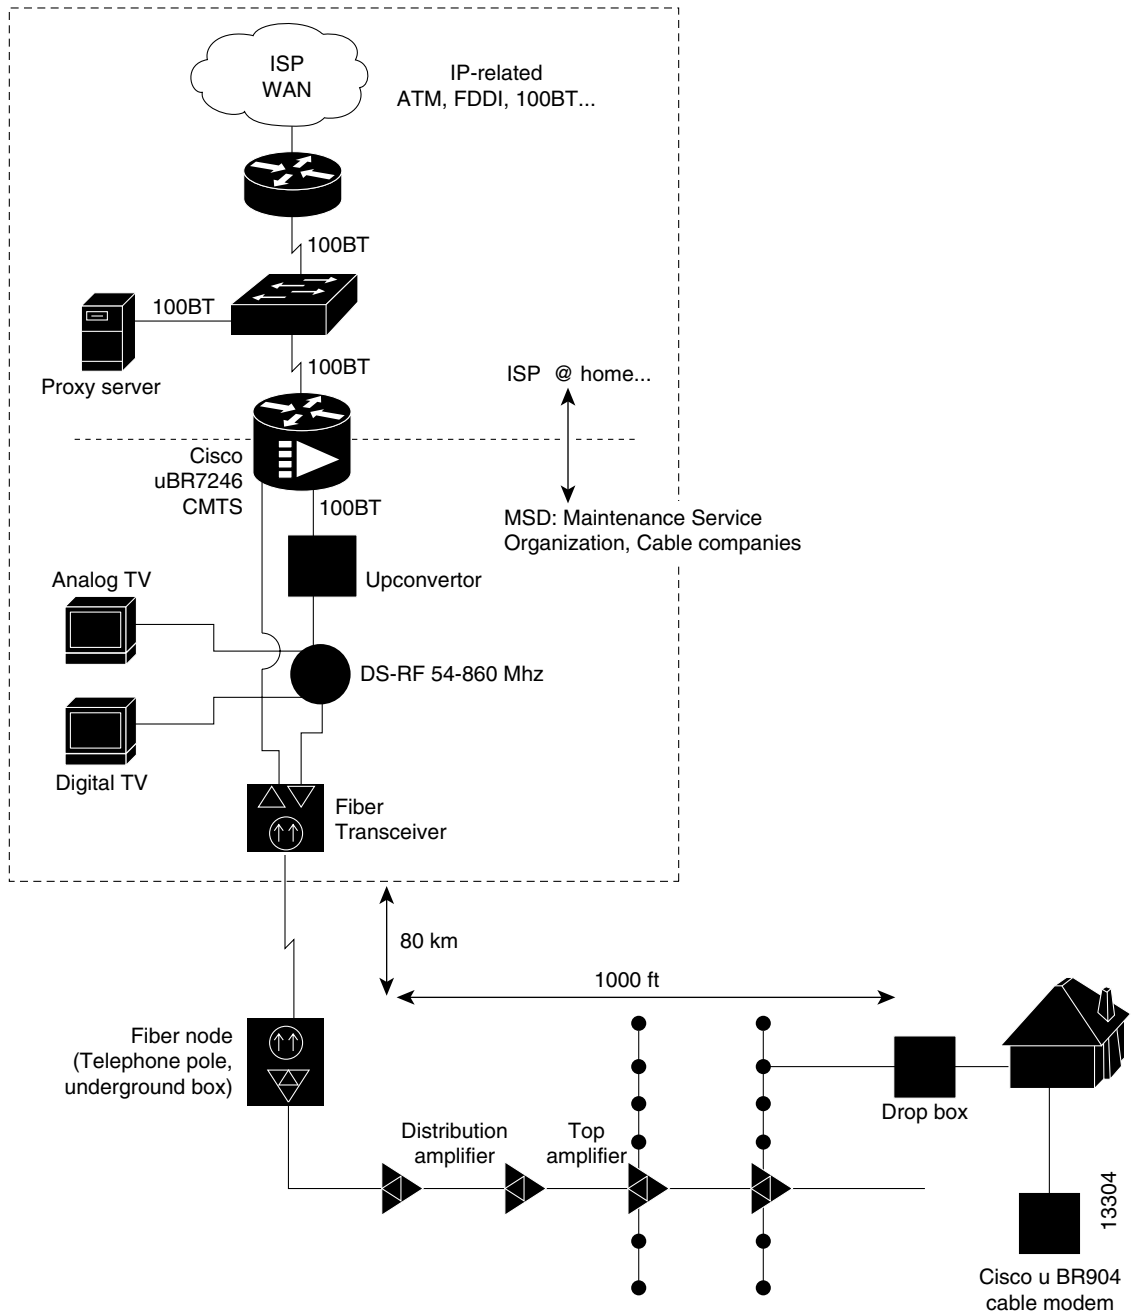 ISP
WAN
IP-related
ATM, FDDI, 100BT...
100BT
100BT
Proxy server
100BT
ISP @ home...
Cisco
uBR7246
CMTS
100BT
MSD: Maintenance Service
Organization, Cable companies
Analog TV
Upconvertor
DS-RF 54-860 Mhz
Digital TV
Fiber
Transceiver
80 km
1000 ft
Fiber node
(Telephone pole,
underground box)
Drop box
Distribution
amplifier
Top
amplifier
13304
Cisco u BR904
cable modem